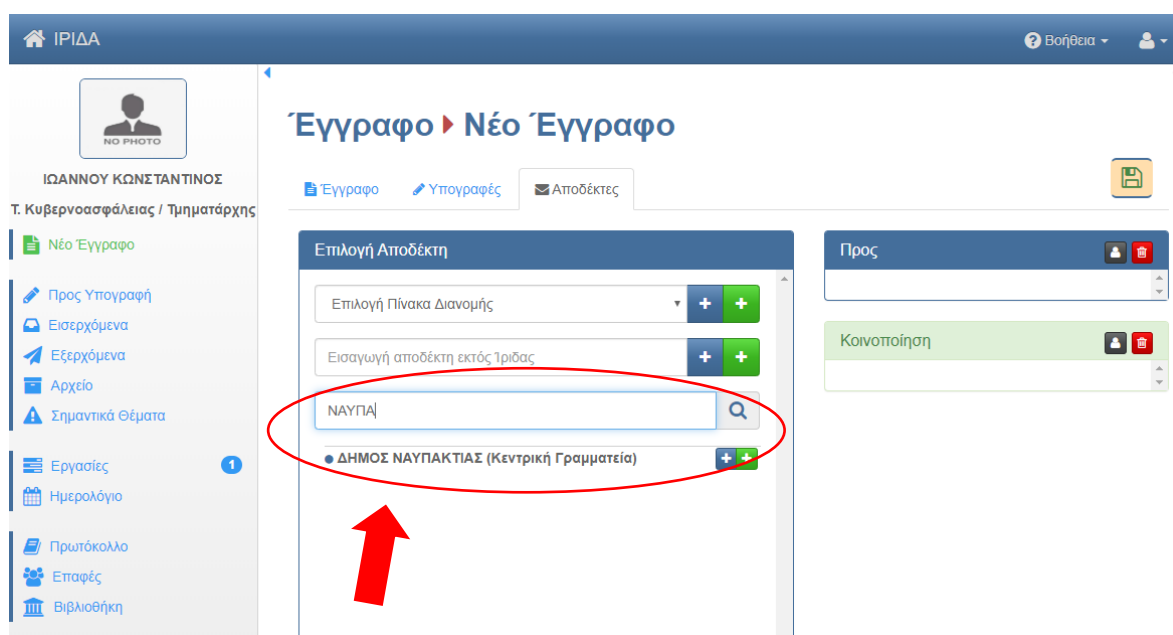 ΙΡΙΔΑ
Βοήθεια
NO PHOTO
ΙΩΑΝΝΟΥ ΚΩΝΣΤΑΝΤΙΝΟΣ
Τ. Κυβερνοασφάλειας / Τμηματάρχης
Νέο Έγγραφο
Προς Υπογραφή
Εισερχόμενα
Εξερχόμενα
Αρχείο
Σημαντικά Θέματα
Εργασίες 1
Ημερολόγιο
Πρωτόκολλο
Επαφές
Βιβλιοθήκη
Έγγραφο Νέο Έγγραφο
Έγγραφο Υπογραφές Αποδέκτες
Επιλογή Αποδέκτη
Επιλογή Πίνακα Διανομής
Εισαγωγή αποδέκτη εκτός Ίριδας
ΝΑΥΠΑ
ΔΗΜΟΣ ΝΑΥΠΑΚΤΙΑΣ (Κεντρική Γραμματεία)
Προς
Κοινοποίηση